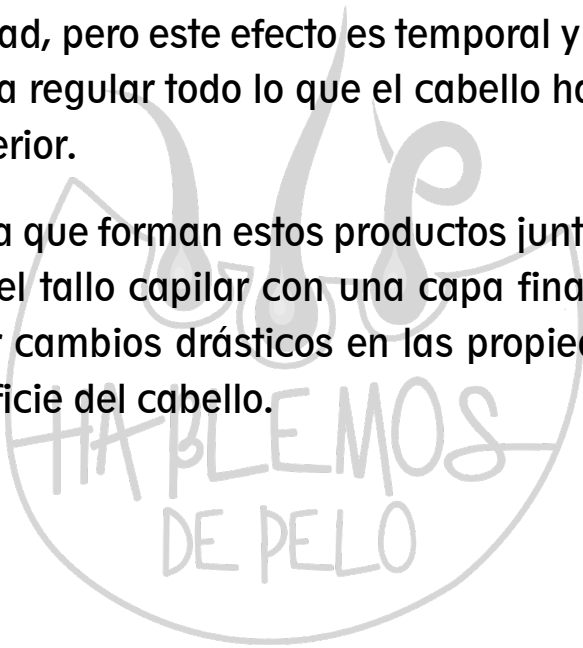 ad, pero este efecto es temporal y
a regular todo lo que el cabello ha
erior.
a que forman estos productos junt
el tallo capilar con una capa fina
r cambios drásticos en las propied
ficie del cabello.
HABLEMOS
DE PELO